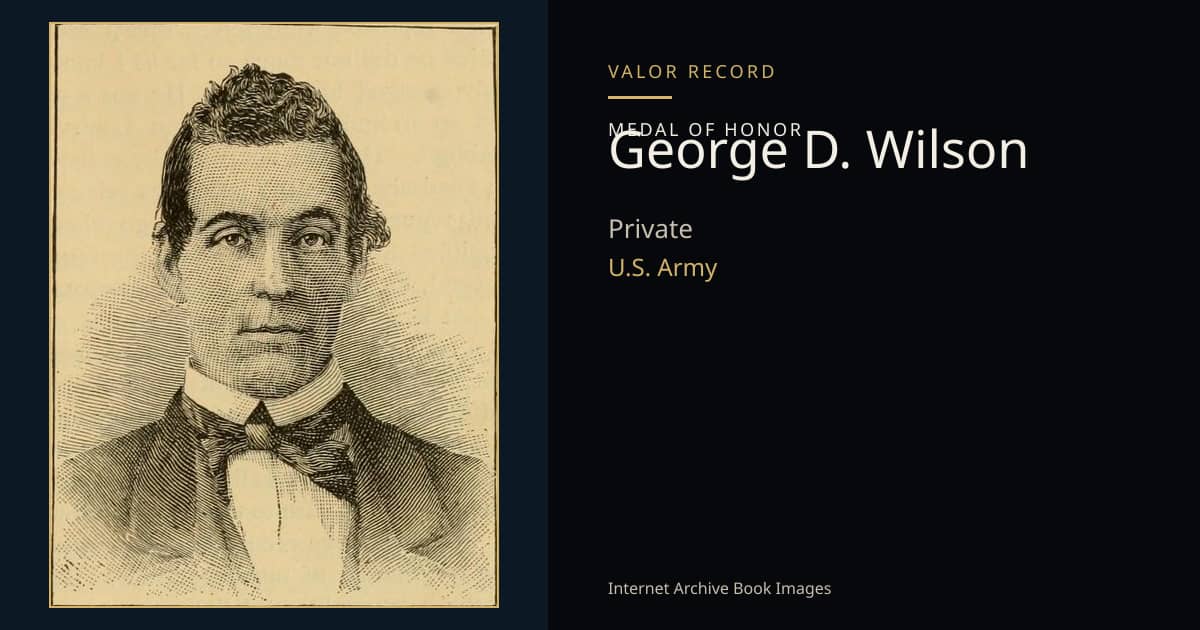 VALOR RECORD
MEDAL OF HONOR
George D. Wilson
Private
U.S. Army
Internet Archive Book Images